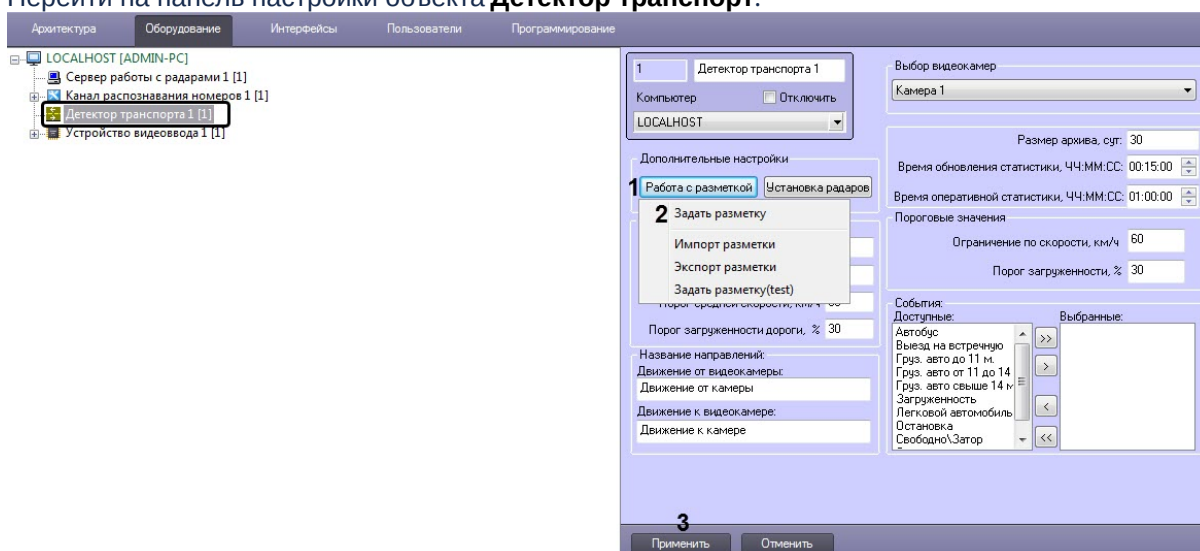 Перейти на панель настройки объекта Детектор транспорт.
Архитектура Оборудование Интерфейсы Пользователи Программирование
LOCALHOST [ADMIN-PC]
Сервер работы с радарами 1 [1]
Канал распознавания номеров 1 [1]
Детектор транспорта 1 [1]
Устройство видеоввода 1 [1]
1 Детектор транспорта 1
Компьютер Отключить
LOCALHOST
Дополнительные настройки
1 Работа с разметкой Установка радаров
2 Задать разметку
Импорт разметки
Экспорт разметки
Задать разметку(test)
Порог загруженности дороги, % 30
Название направлений:
Движение от видеокамеры:
Движение от камеры
Движение к видеокамере:
Движение к камере
Выбор видеокамер
Камера 1
Размер архива, сут: 30
Время обновления статистики, ЧЧ:ММ:СС: 00:15:00
Время оперативной статистики, ЧЧ:ММ:СС: 01:00:00
Пороговые значения
Ограничение по скорости, км/ч 60
Порог загруженности, % 30
События:
Доступные: Выбранные:
Автобус
Выезд на встречную
Груз. авто до 11 м.
Груз. авто от 11 до 14
Груз. авто свыше 14 м
Загруженность
Легковой автомобиль
Остановка
Свободно\Затор
>>
>
<
<<
3
Применить Отменить